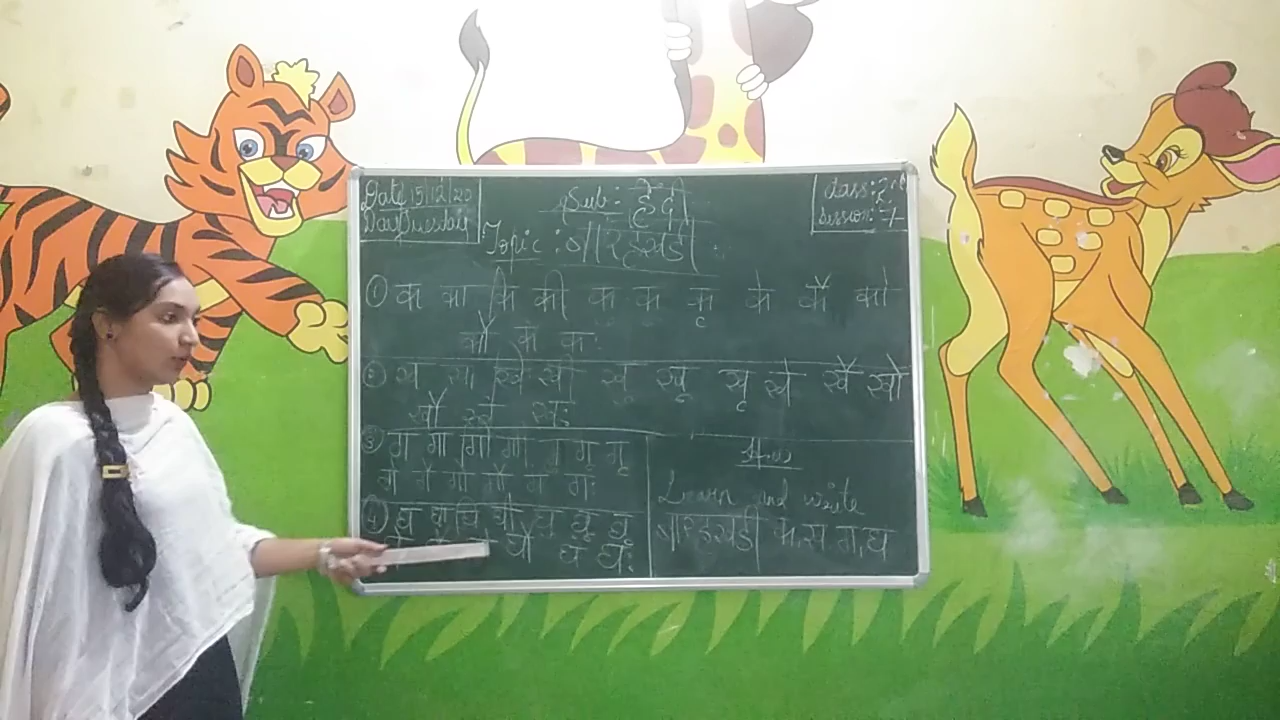 Date 15/12/20
Day Tuesday
Sub:- हिंदी
Topic: बारहखडी:
Class: 2nd
Session: 7
① क का कि की कु कू कृ के कै को
कौ कं कः
② ख खा खि खी खु खू खृ खे खै खो
खौ खं खः
③ ग गा गि गी गू गृ
गे गै गो गौ गं गः
④ घ घा घि घी घु घू घृ
घौ घं घः
H.W
Learn and write
बारहखडी क, ख ग, घ